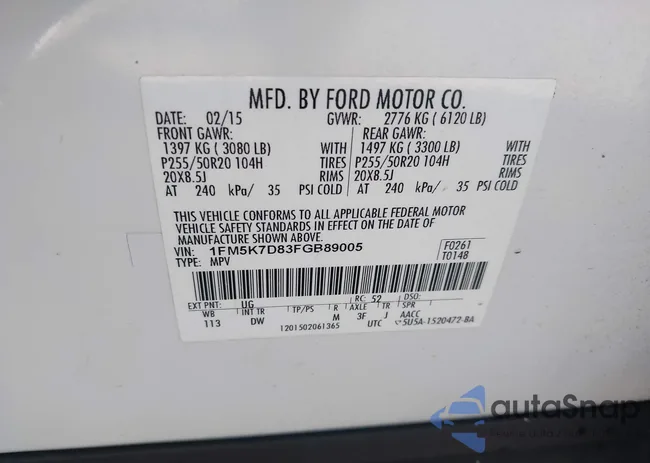 MFD. BY FORD MOTOR CO.
DATE: 02/15 GVWR: 2776 KG ( 6120 LB)
FRONT GAWR: REAR GAWR:
1397 KG ( 3080 LB) WITH 1497 KG ( 3300 LB) WITH
P255/50R20 104H TIRES P255/50R20 104H TIRES
20X8.5J RIMS 20X8.5J RIMS
AT 240 kPa/ 35 PSI COLD AT 240 kPa/ 35 PSI COLD
THIS VEHICLE CONFORMS TO ALL APPLICABLE FEDERAL MOTOR
VEHICLE SAFETY STANDARDS IN EFFECT ON THE DATE OF
MANUFACTURE SHOWN ABOVE.
VIN: 1FM5K7D83FGB89005 F0261
TYPE: MPV T0148
EXT PNT: UG RC: 52 DSO:
WB INT TR TP/PS R AXLE TR SPR
113 DW M 3F J AACC
1201502061365 UTC 5U5A-1520472-BA
autoSnap